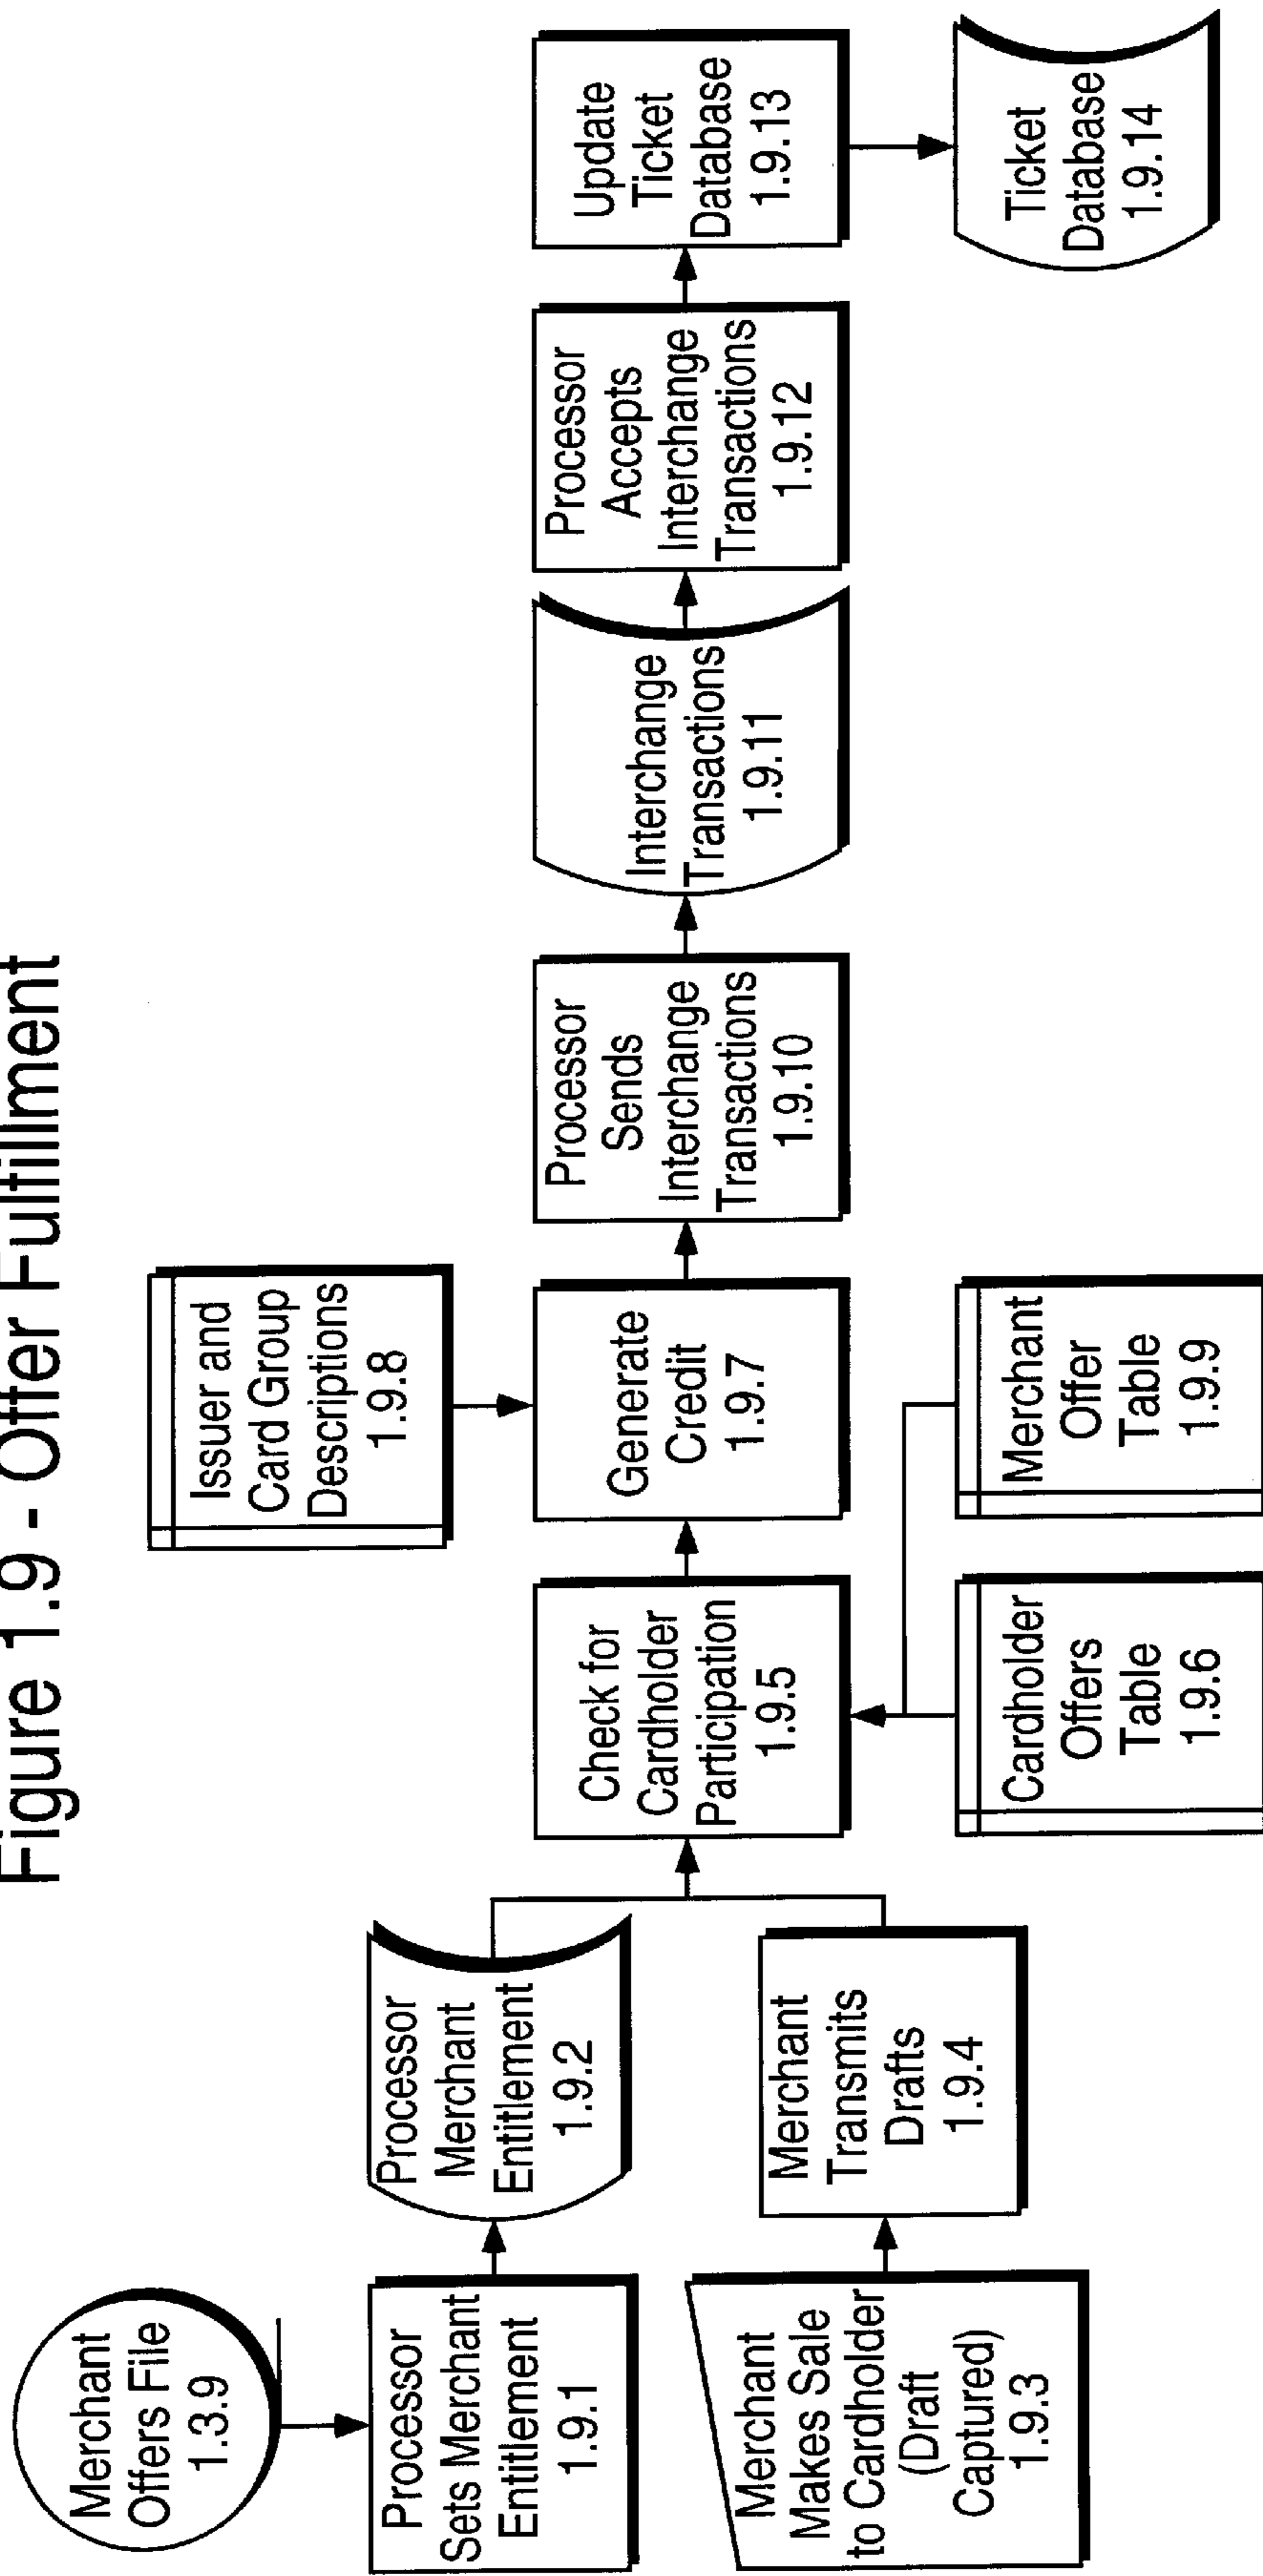 Figure 1.9 - Offer Fulfillment
Merchant
Offers File
1.3.9
Processor
Sets Merchant
Entitlement
1.9.1
Processor
Merchant
Entitlement
1.9.2
Merchant
Makes Sale
to Cardholder
(Draft
Captured)
1.9.3
Merchant
Transmits
Drafts
1.9.4
Check for
Cardholder
Participation
1.9.5
Cardholder
Offers
Table
1.9.6
Issuer and
Card Group
Descriptions
1.9.8
Generate
Credit
1.9.7
Merchant
Offer
Table
1.9.9
Processor
Sends
Interchange
Transactions
1.9.10
Interchange
Transactions
1.9.11
Processor
Accepts
Interchange
Transactions
1.9.12
Update
Ticket
Database
1.9.13
Ticket
Database
1.9.14